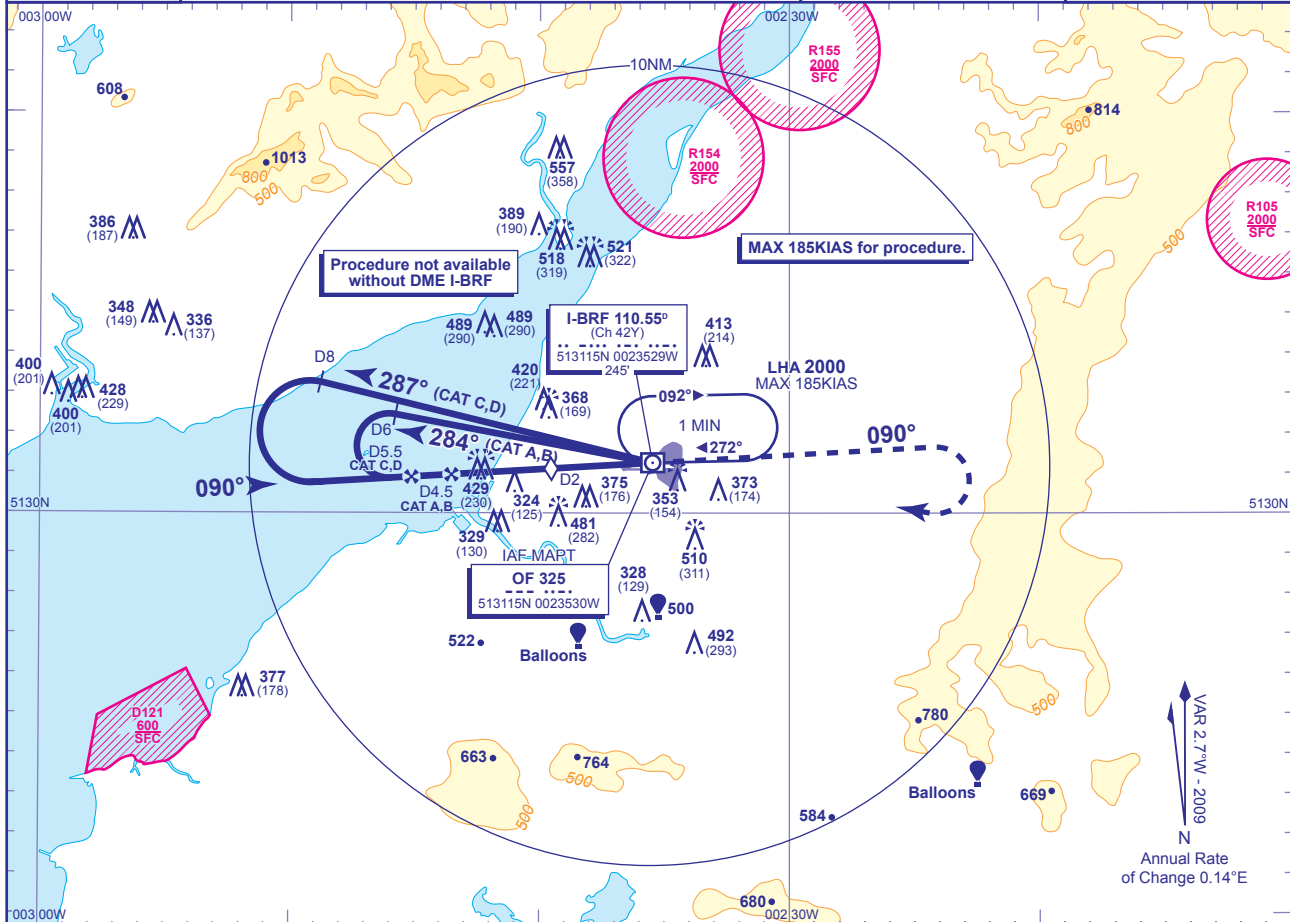 003 00W
002 30W
10NM
R155
2000
SFC
608
814
800
1013
800
500
557
(358)
R154
2000
SFC
R105
2000
SFC
500
386
(187)
389
(190)
518
(319)
521
(322)
MAX 185KIAS for procedure.
Procedure not available
without DME I-BRF
348
(149)
336
(137)
489
(290)
489
(290)
I-BRF 110.55ᴰ
(Ch 42Y)
·· –··· ·–· ··–·
513115N 0023529W
245'
413
(214)
D8
LHA 2000
MAX 185KIAS
400
(201)
428
(229)
400
(201)
287° (CAT C,D)
420
(221)
368
(169)
092°
1 MIN
272°
D6
284° (CAT A,B)
D5.5
CAT C,D
090°
090°
D4.5
CAT A,B
429
(230)
D2
324
(125)
375
(176)
353
(154)
373
(174)
5130N
5130N
329
(130)
481
(282)
510
(311)
IAF MAPT
OF 325
––– ··–·
513115N 0023530W
328
(129)
500
522
Balloons
492
(293)
377
(178)
D121
600
SFC
780
500
663
764
500
500
Balloons
669
584
VAR 2.7°W - 2009
N
Annual Rate
of Change 0.14°E
680
003 00W
002 30W